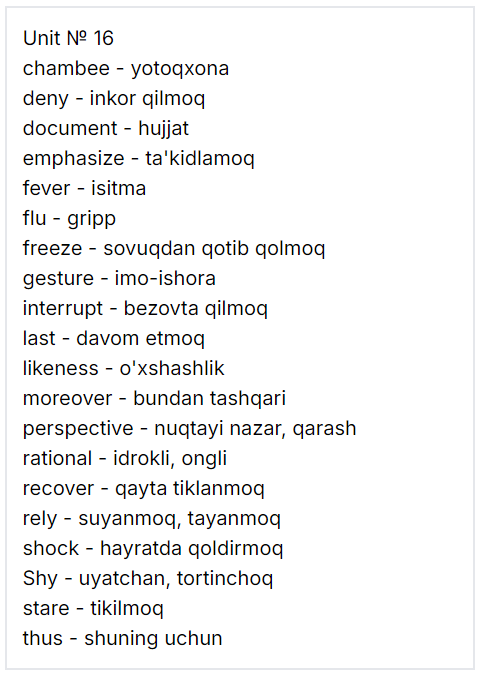 Unit № 16
chambee - yotoqxona
deny - inkor qilmoq
document - hujjat
emphasize - ta'kidlamoq
fever - isitma
flu - gripp
freeze - sovuqdan qotib qolmoq
gesture - imo-ishora
interrupt - bezovta qilmoq
last - davom etmoq
likeness - o'xshashlik
moreover - bundan tashqari
perspective - nuqtayi nazar, qarash
rational - idrokli, ongli
recover - qayta tiklanmoq
rely - suyanmoq, tayanmoq
shock - hayratda qoldirmoq
Shy - uyatchan, tortinchoq
stare - tikilmoq
thus - shuning uchun